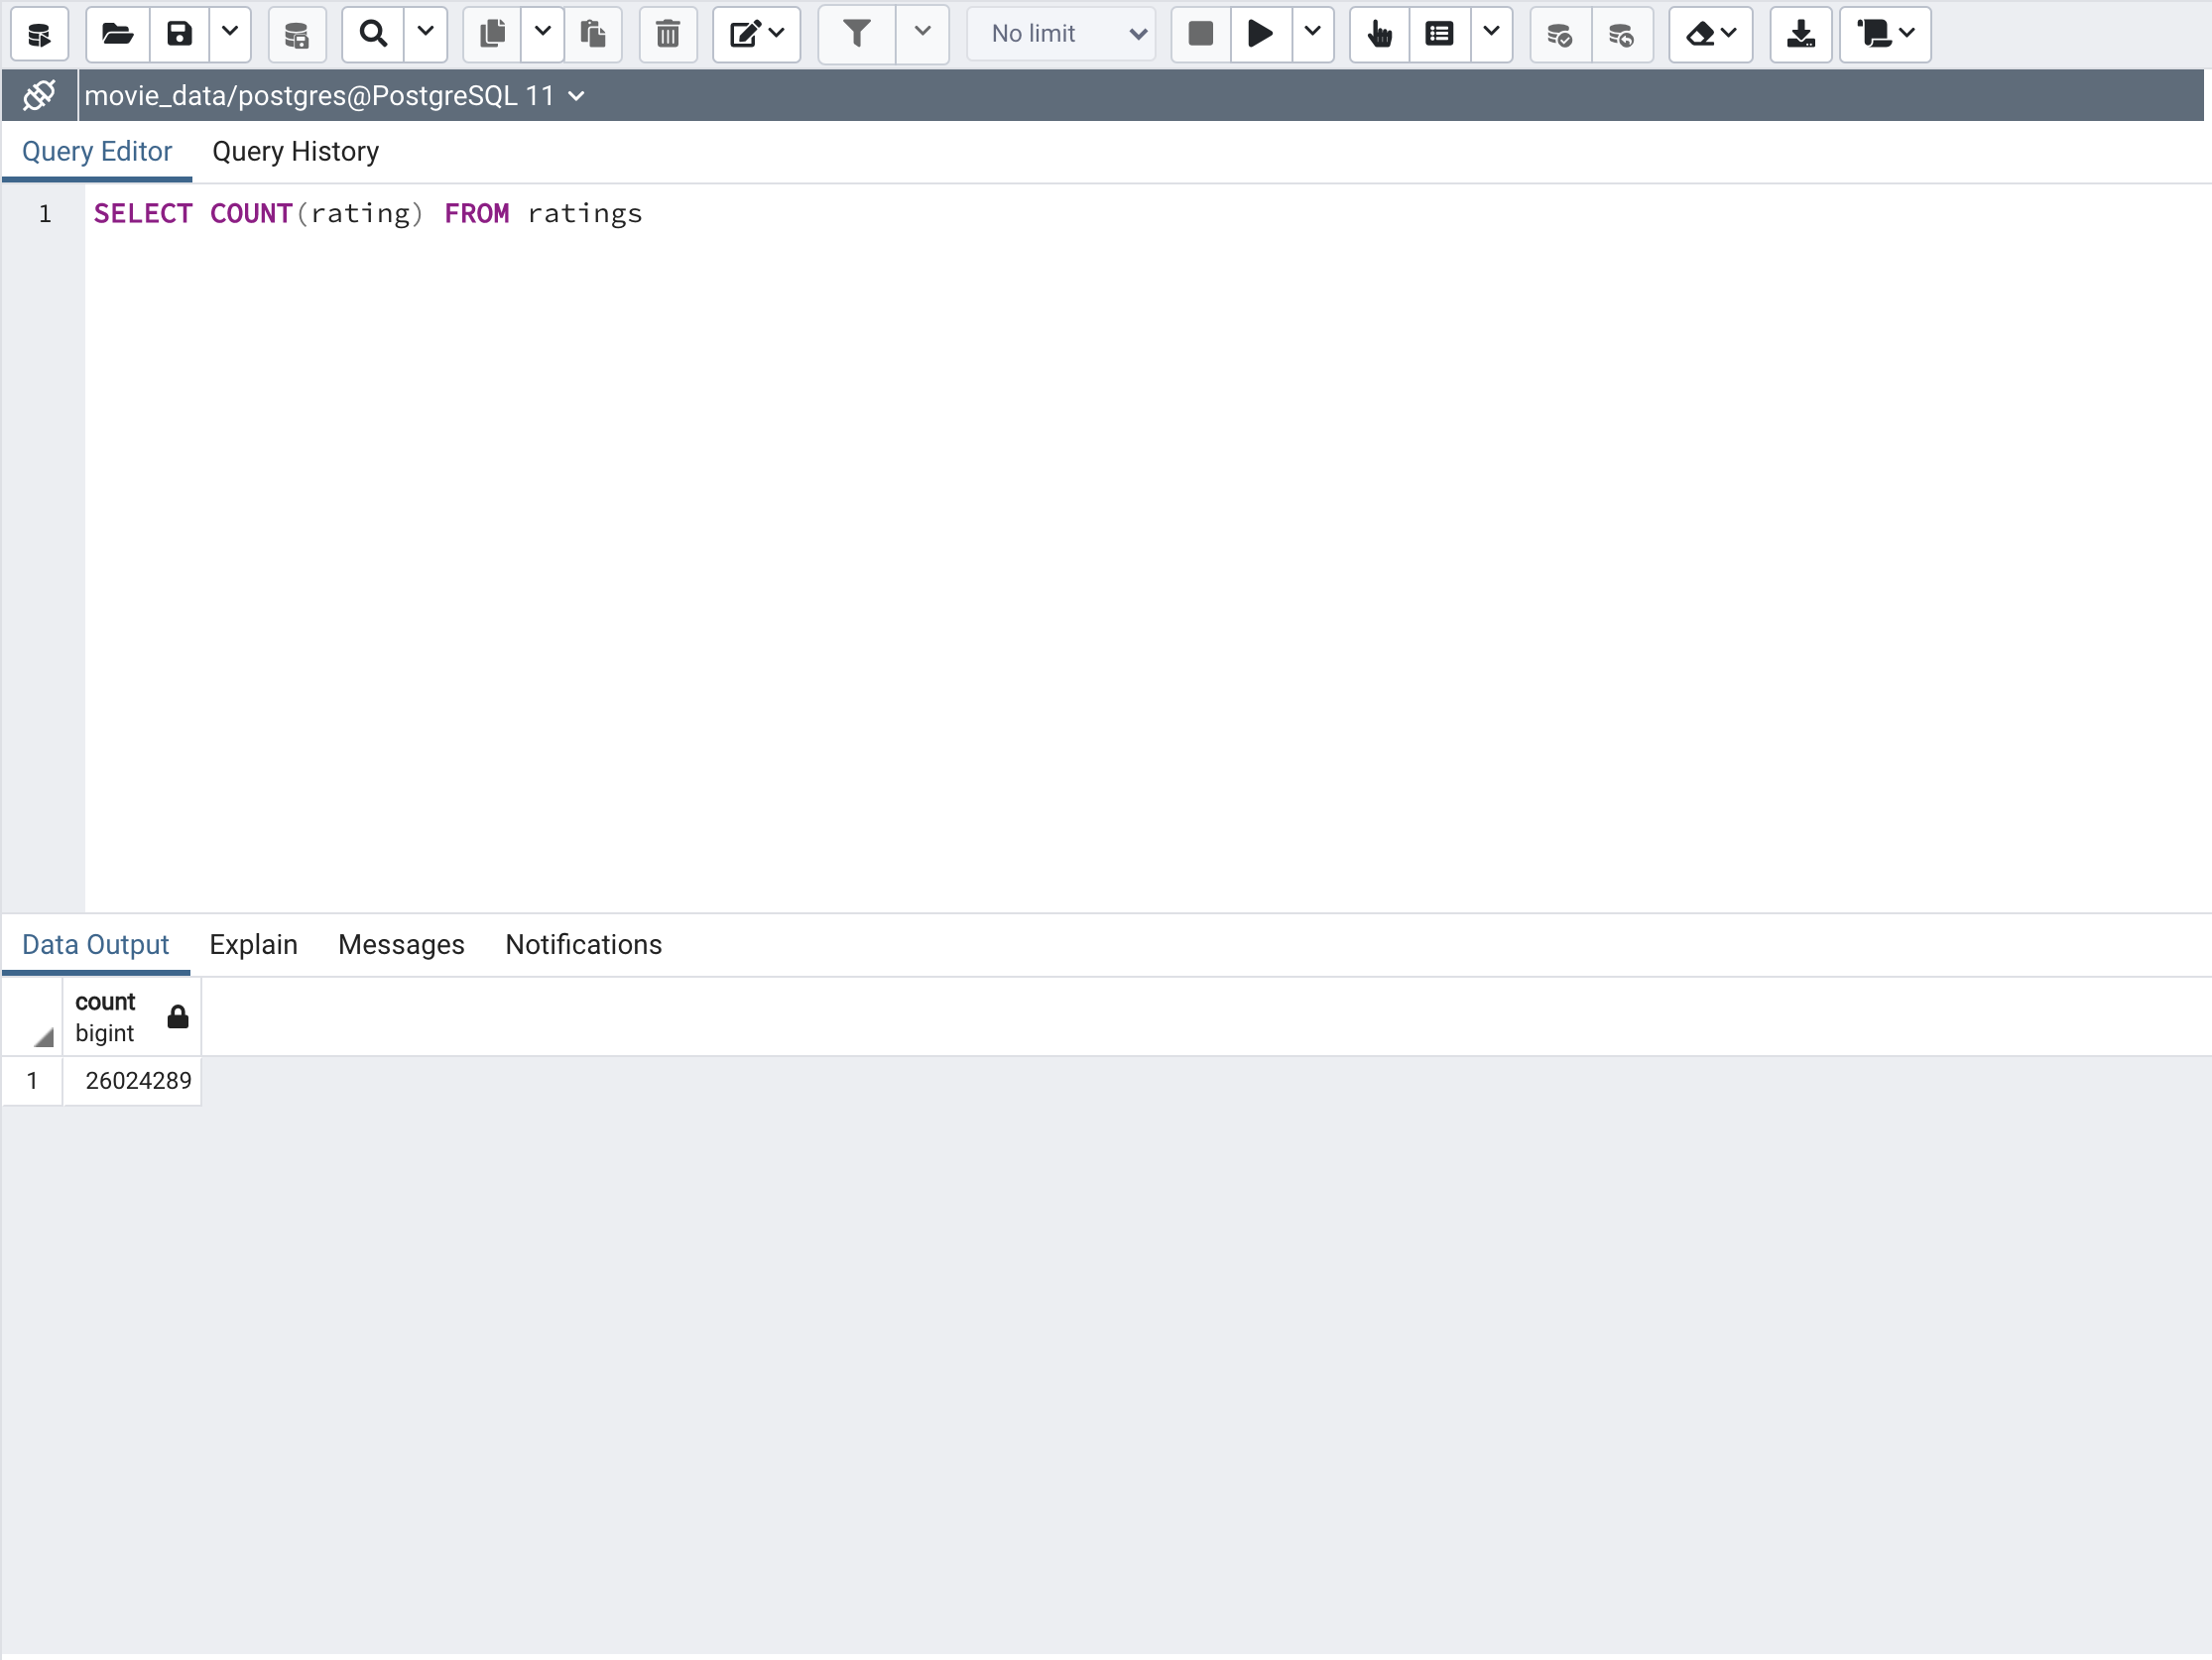 No limit
movie_data/postgres@PostgreSQL 11
Query Editor Query History
1 SELECT COUNT(rating) FROM ratings
Data Output Explain Messages Notifications
count
bigint
1 26024289